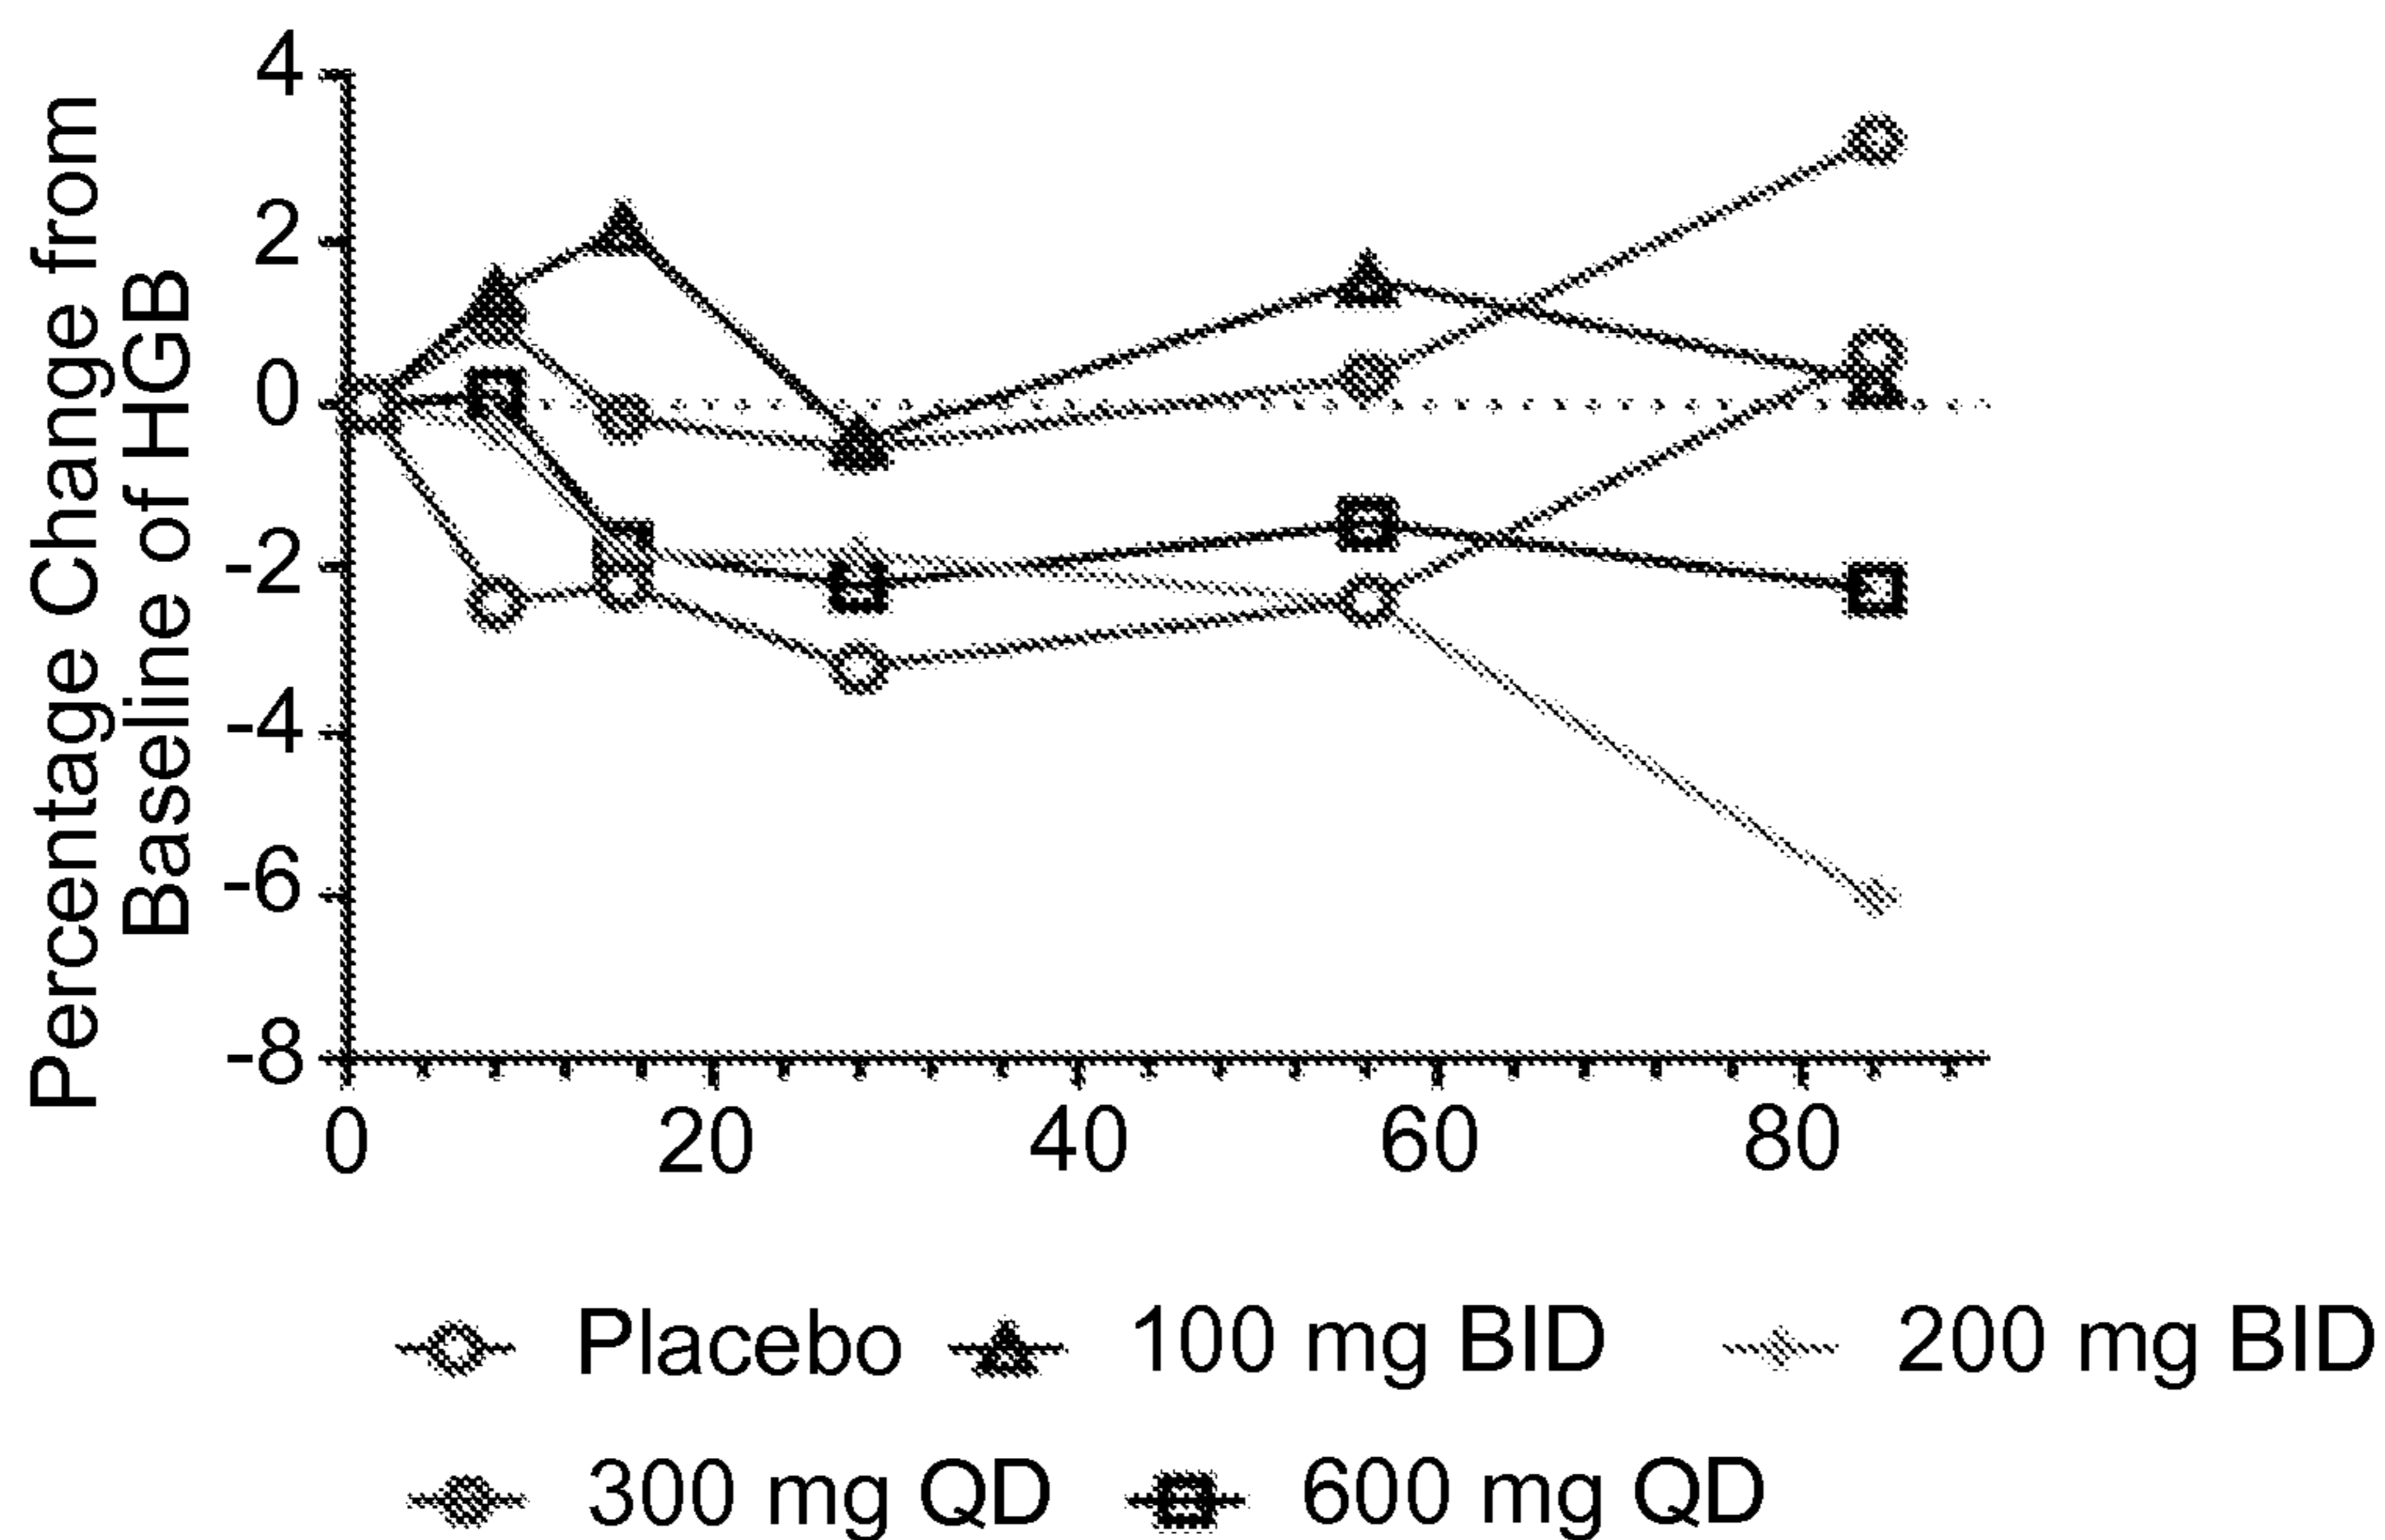 Percentage Change from
Baseline of HGB
4
2
0
-2
-4
-6
-8
0 20 40 60 80
Placebo 100 mg BID 200 mg BID
300 mg QD 600 mg QD